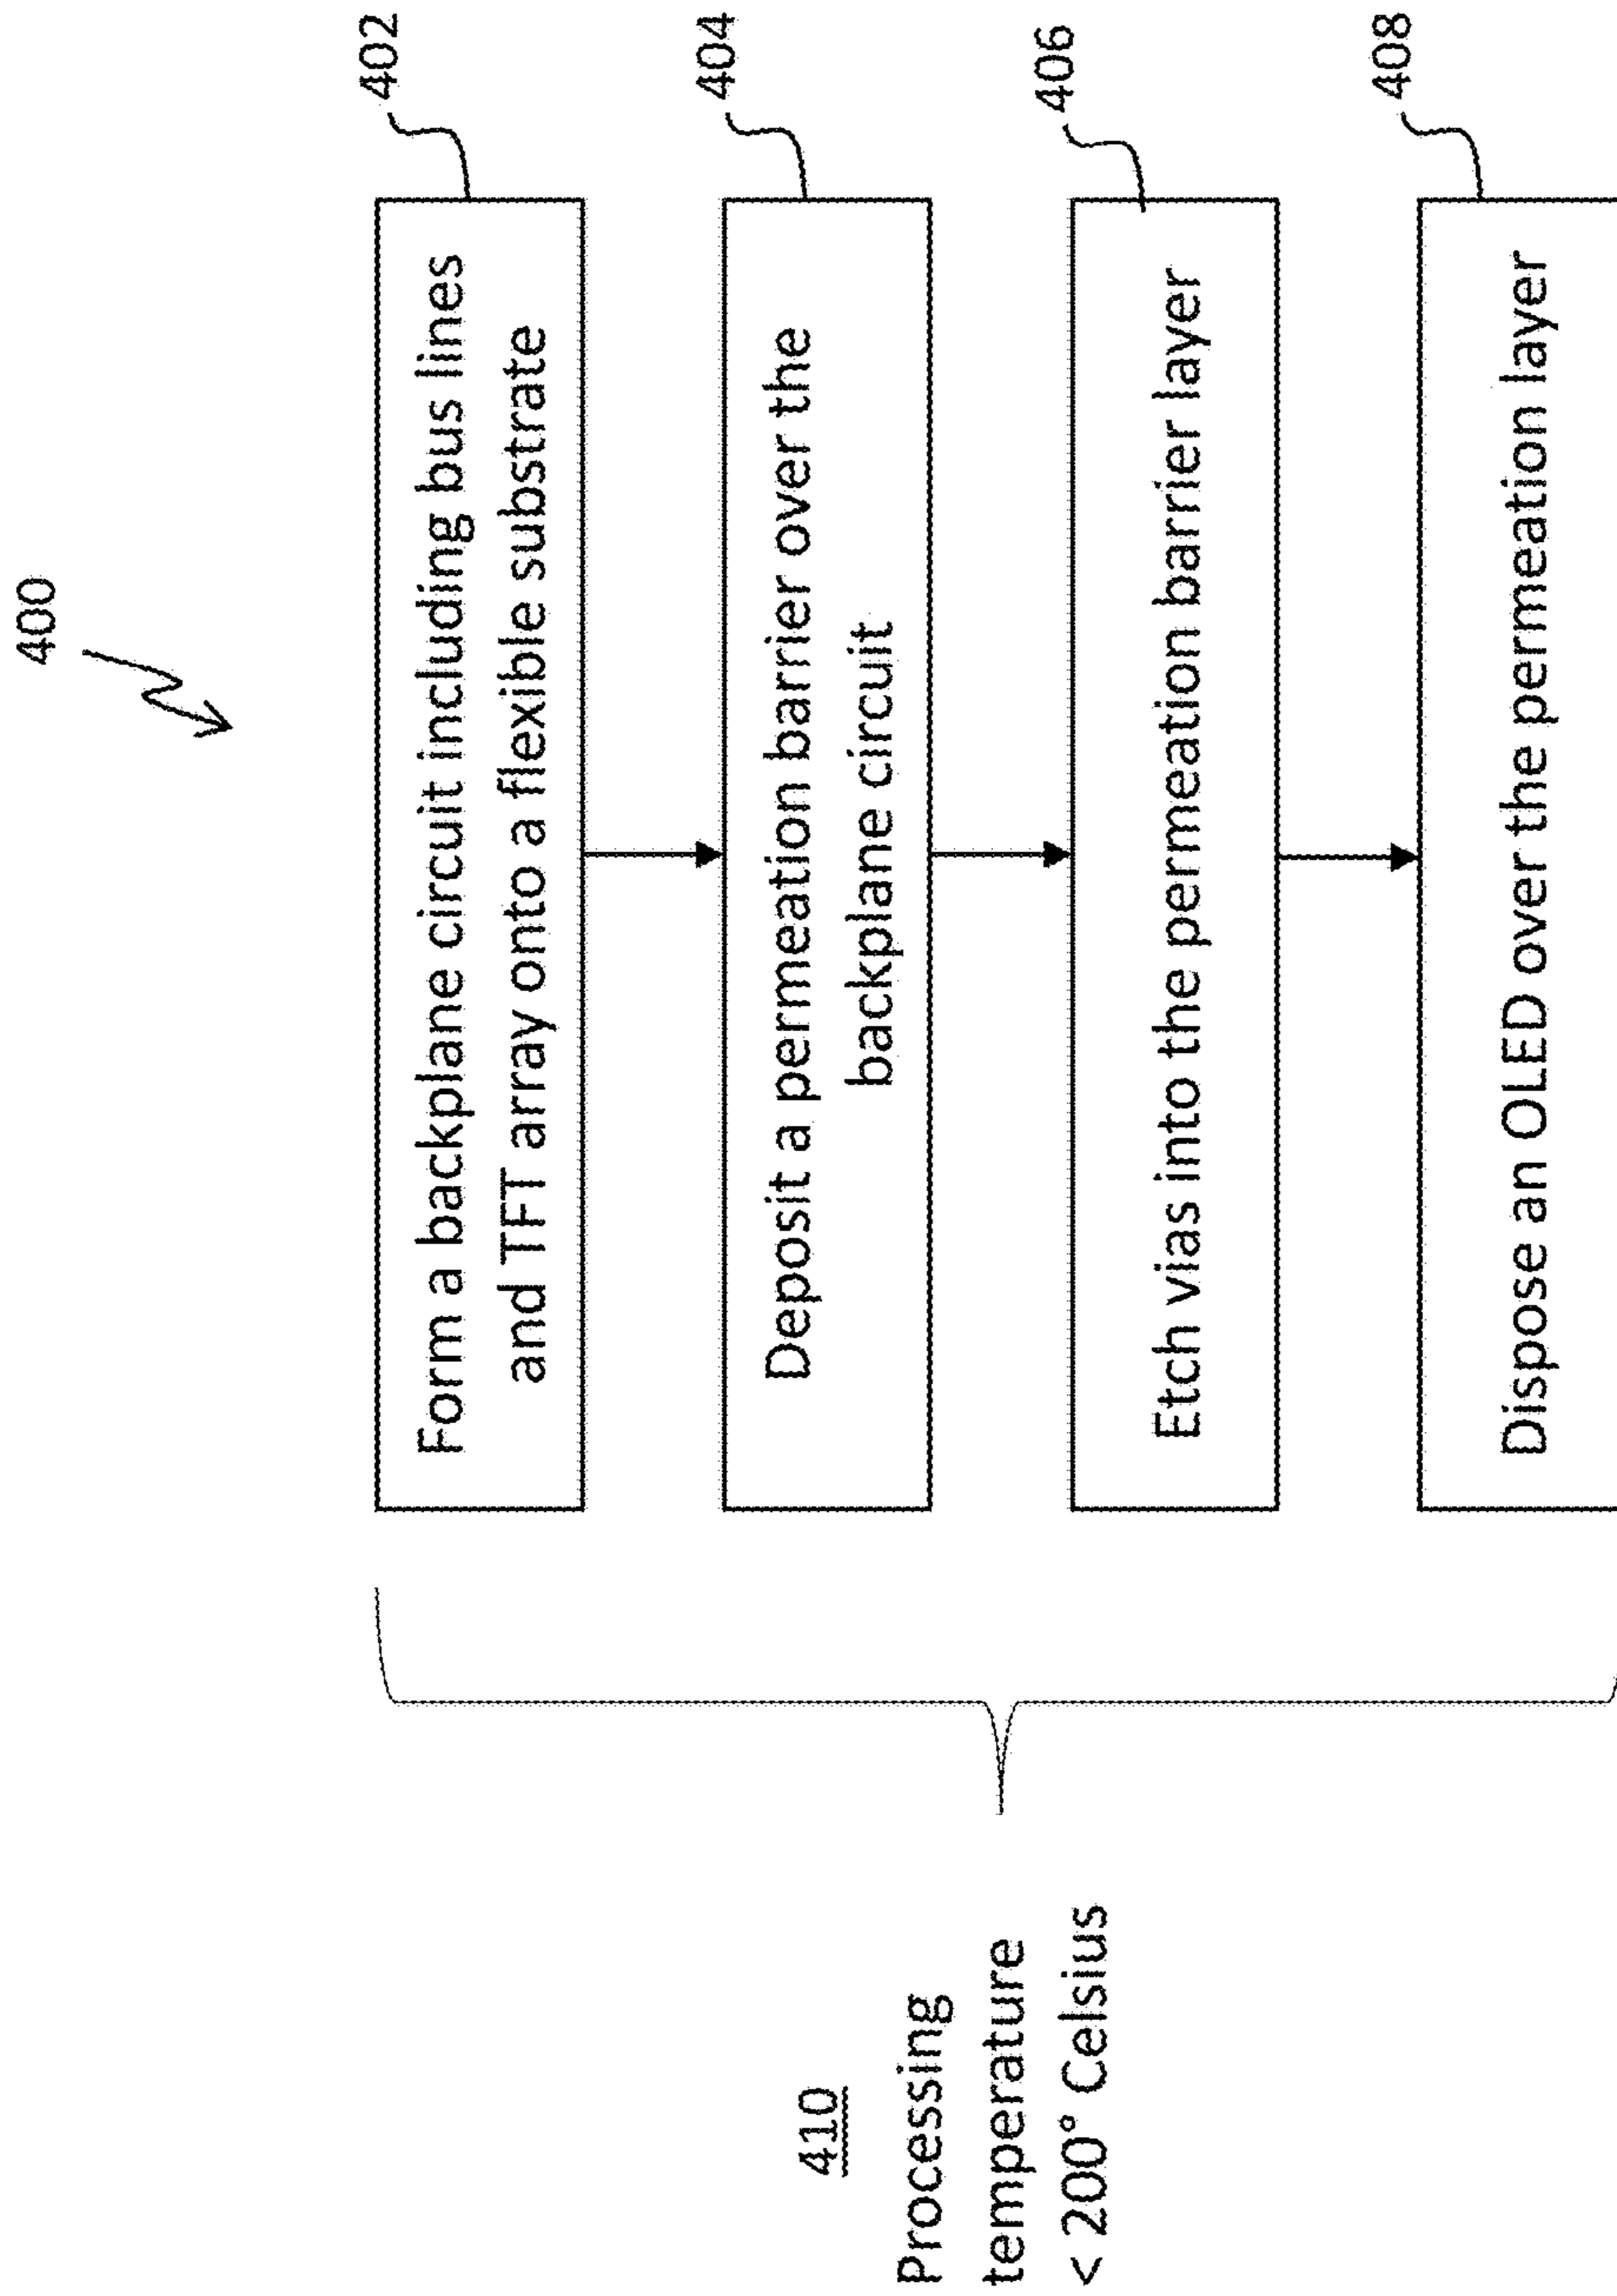 400
402
Form a backplane circuit including bus lines
and TFT array onto a flexible substrate
404
Deposit a permeation barrier over the
backplane circuit
406
Etch vias into the permeation barrier layer
408
Dispose an OLED over the permeation layer
410
Processing
temperature
< 200° Celsius